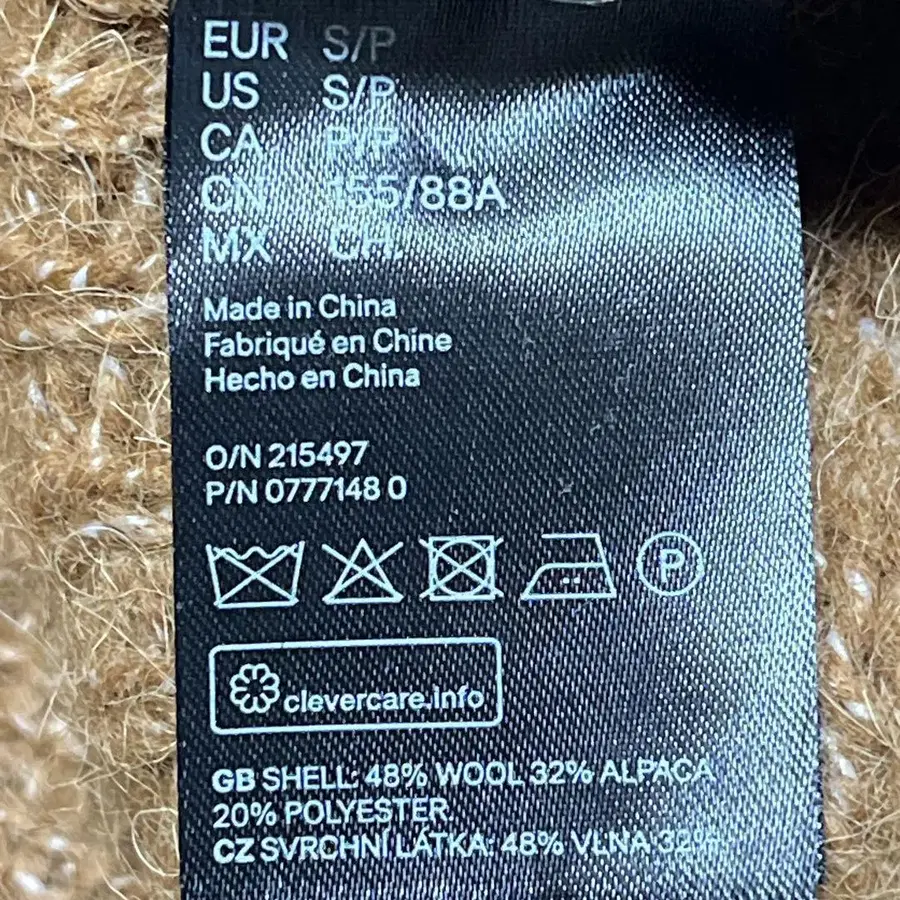 EUR S/P
US S/P
CA P/P
CN 155/88A
MX CH.
Made in China
Fabriqué en Chine
Hecho en China
O/N 215497
P/N 0777148 0
P
clevercare.info
GB SHELL: 48% WOOL 32% ALPACA
20% POLYESTER
CZ SVRCHNÍ LÁTKA: 48% VLNA 32%